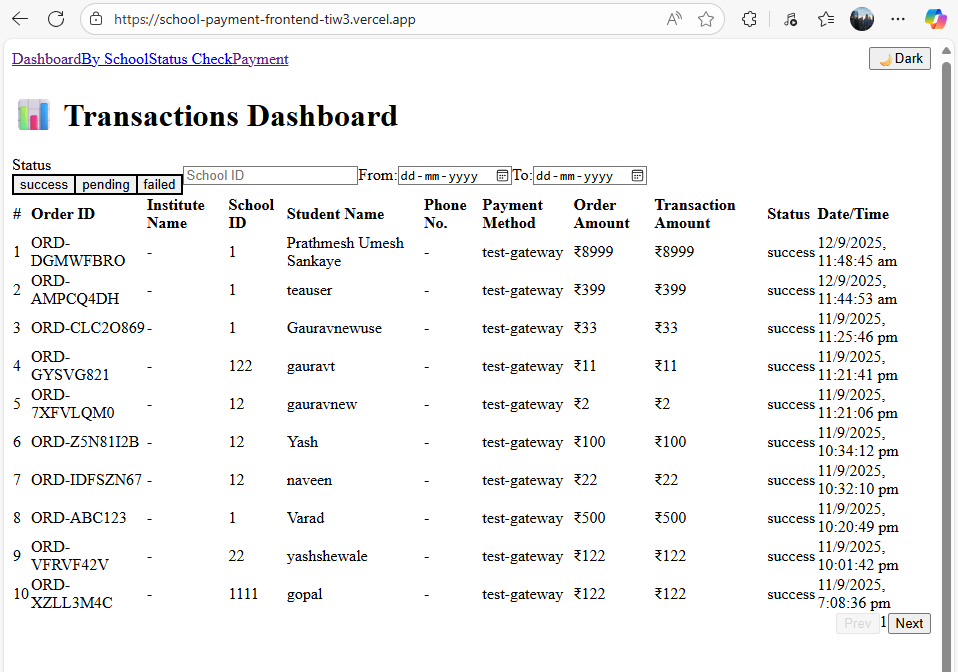 https://school-payment-frontend-tiw3.vercel.app
DashboardBy SchoolStatus CheckPayment
Dark
Transactions Dashboard
Status
success pending failed School ID From: dd-mm-yyyy To: dd-mm-yyyy
# Order ID Institute Name School ID Student Name Phone No. Payment Method Order Amount Transaction Amount Status Date/Time
1 ORD-DGMWFBRO - 1 Prathmesh Umesh Sankaye - test-gateway ₹8999 ₹8999 success 12/9/2025, 11:48:45 am
2 ORD-AMPCQ4DH - 1 teauser - test-gateway ₹399 ₹399 success 12/9/2025, 11:44:53 am
3 ORD-CLC2O869 - 1 Gauravnewuse - test-gateway ₹33 ₹33 success 11/9/2025, 11:25:46 pm
4 ORD-GYSVG821 - 122 gauravt - test-gateway ₹11 ₹11 success 11/9/2025, 11:21:41 pm
5 ORD-7XFVLQM0 - 12 gauravnew - test-gateway ₹2 ₹2 success 11/9/2025, 11:21:06 pm
6 ORD-Z5N81I2B - 12 Yash - test-gateway ₹100 ₹100 success 11/9/2025, 10:34:12 pm
7 ORD-IDFSZN67 - 12 naveen - test-gateway ₹22 ₹22 success 11/9/2025, 10:32:10 pm
8 ORD-ABC123 - 1 Varad - test-gateway ₹500 ₹500 success 11/9/2025, 10:20:49 pm
9 ORD-VFRVF42V - 22 yashshewale - test-gateway ₹122 ₹122 success 11/9/2025, 10:01:42 pm
10 ORD-XZLL3M4C - 1111 gopal - test-gateway ₹122 ₹122 success 11/9/2025, 7:08:36 pm
Prev 1 Next